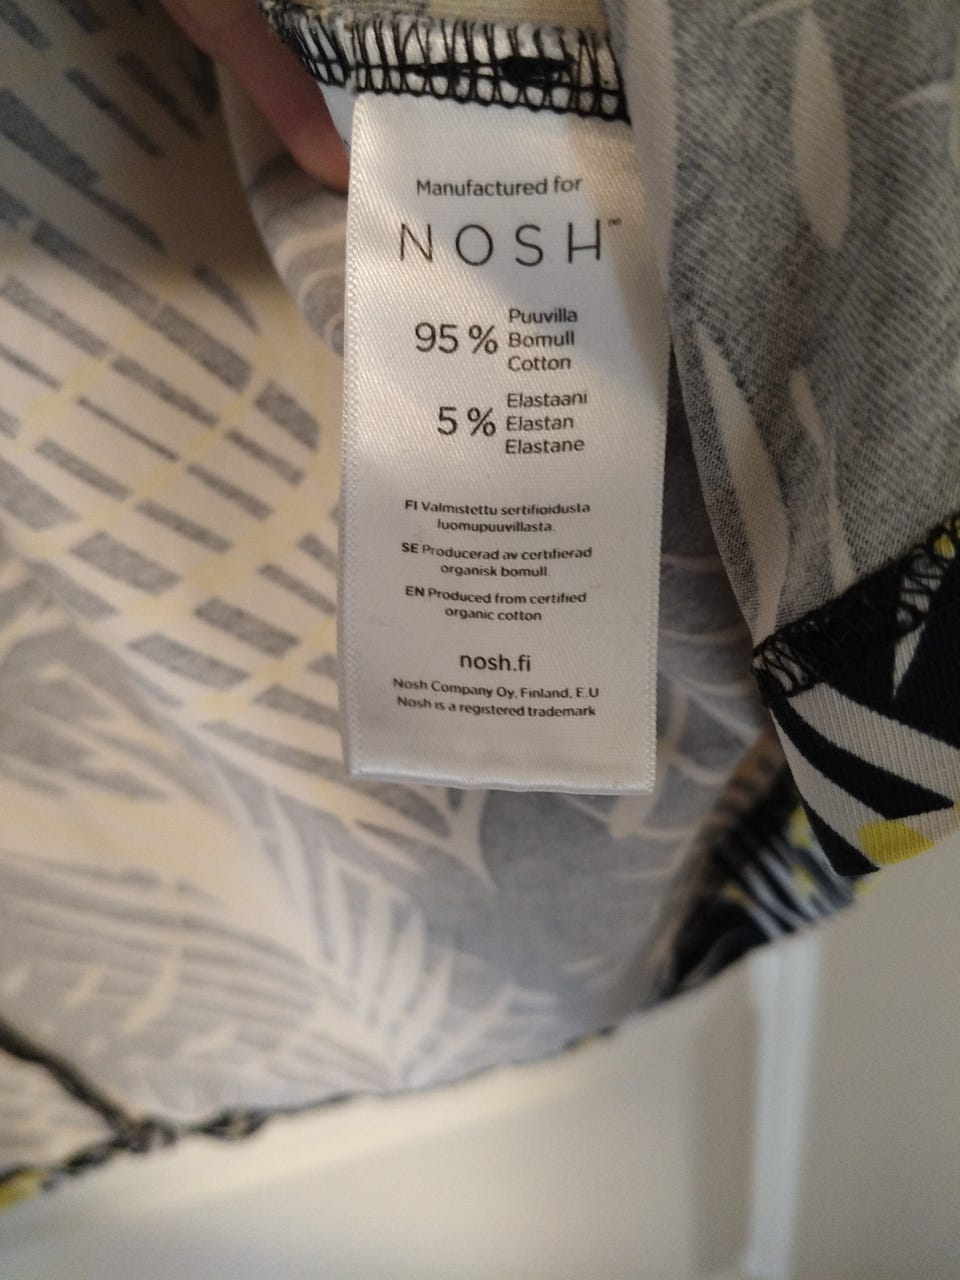 Manufactured for
NOSH™
95 % Puuvilla
Bomull
Cotton
5 % Elastaani
Elastan
Elastane
FI Valmistettu sertifioidusta
luomupuuvillasta.
SE Producerad av certifierad
organisk bomull.
EN Produced from certified
organic cotton
nosh.fi
Nosh Company Oy, Finland, E.U
Nosh is a registered trademark